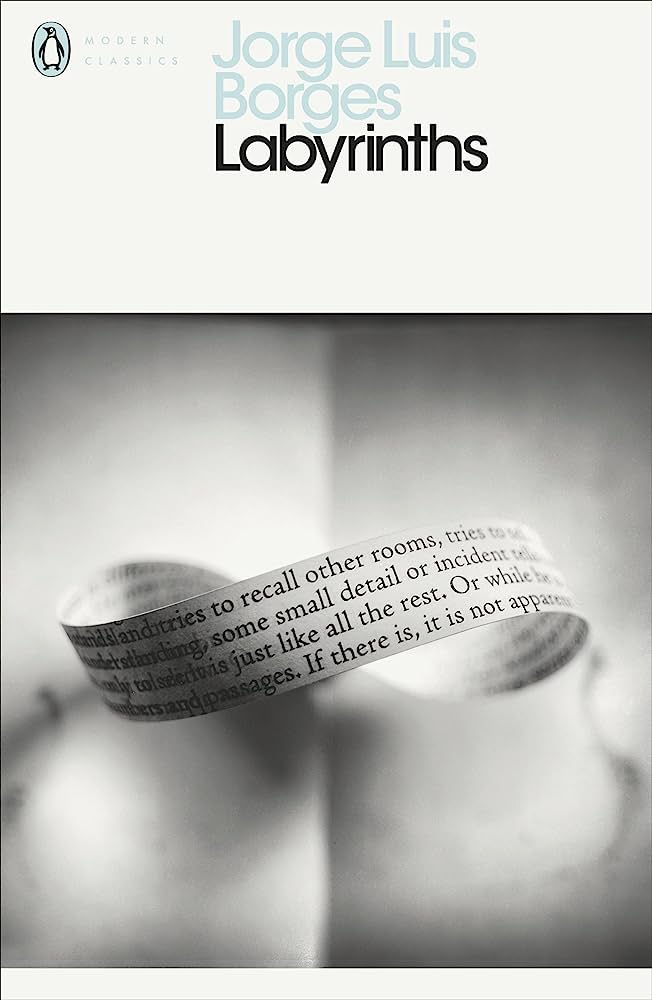 MODERN
CLASSICS
Jorge Luis
Borges
Labyrinths
tries to recall other rooms, tries to
some small detail or incident
is just like all the rest. Or while
and passages. If there is, it is not apparent